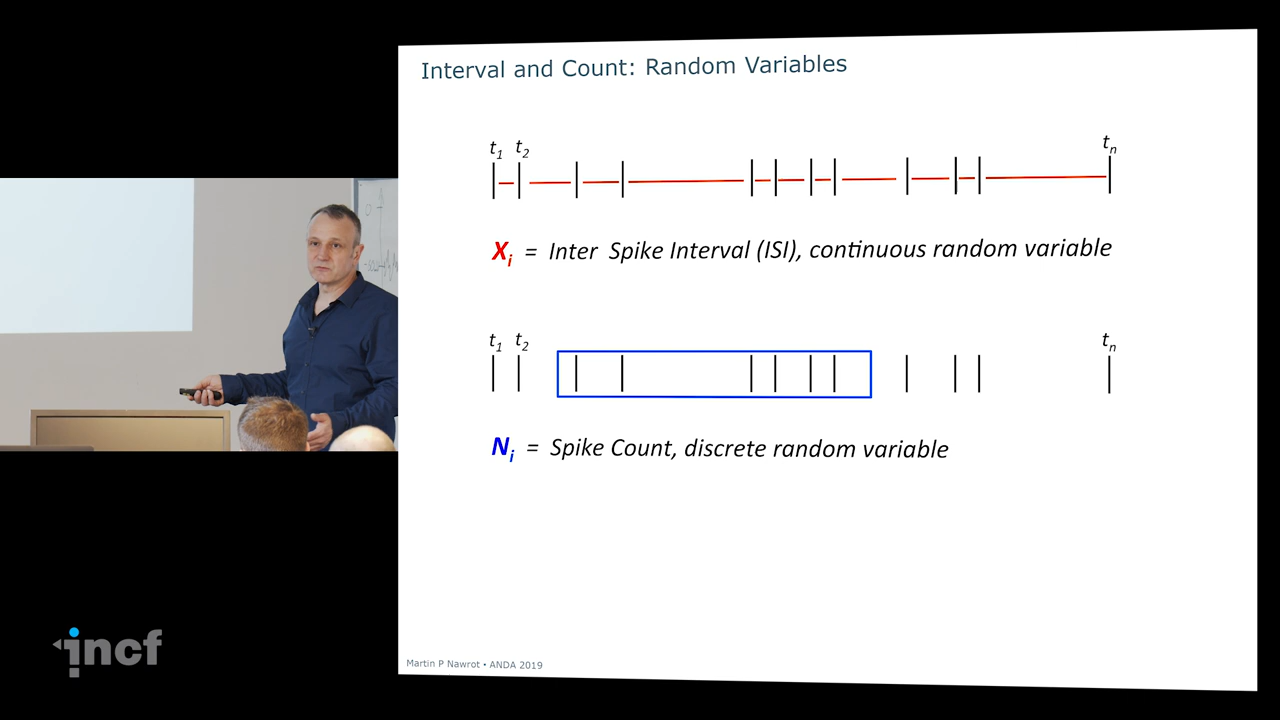 Interval and Count: Random Variables
t1 t2 tn
Xi = Inter Spike Interval (ISI), continuous random variable
t1 t2 tn
Ni = Spike Count, discrete random variable
incf
Martin P Nawrot • ANDA 2019